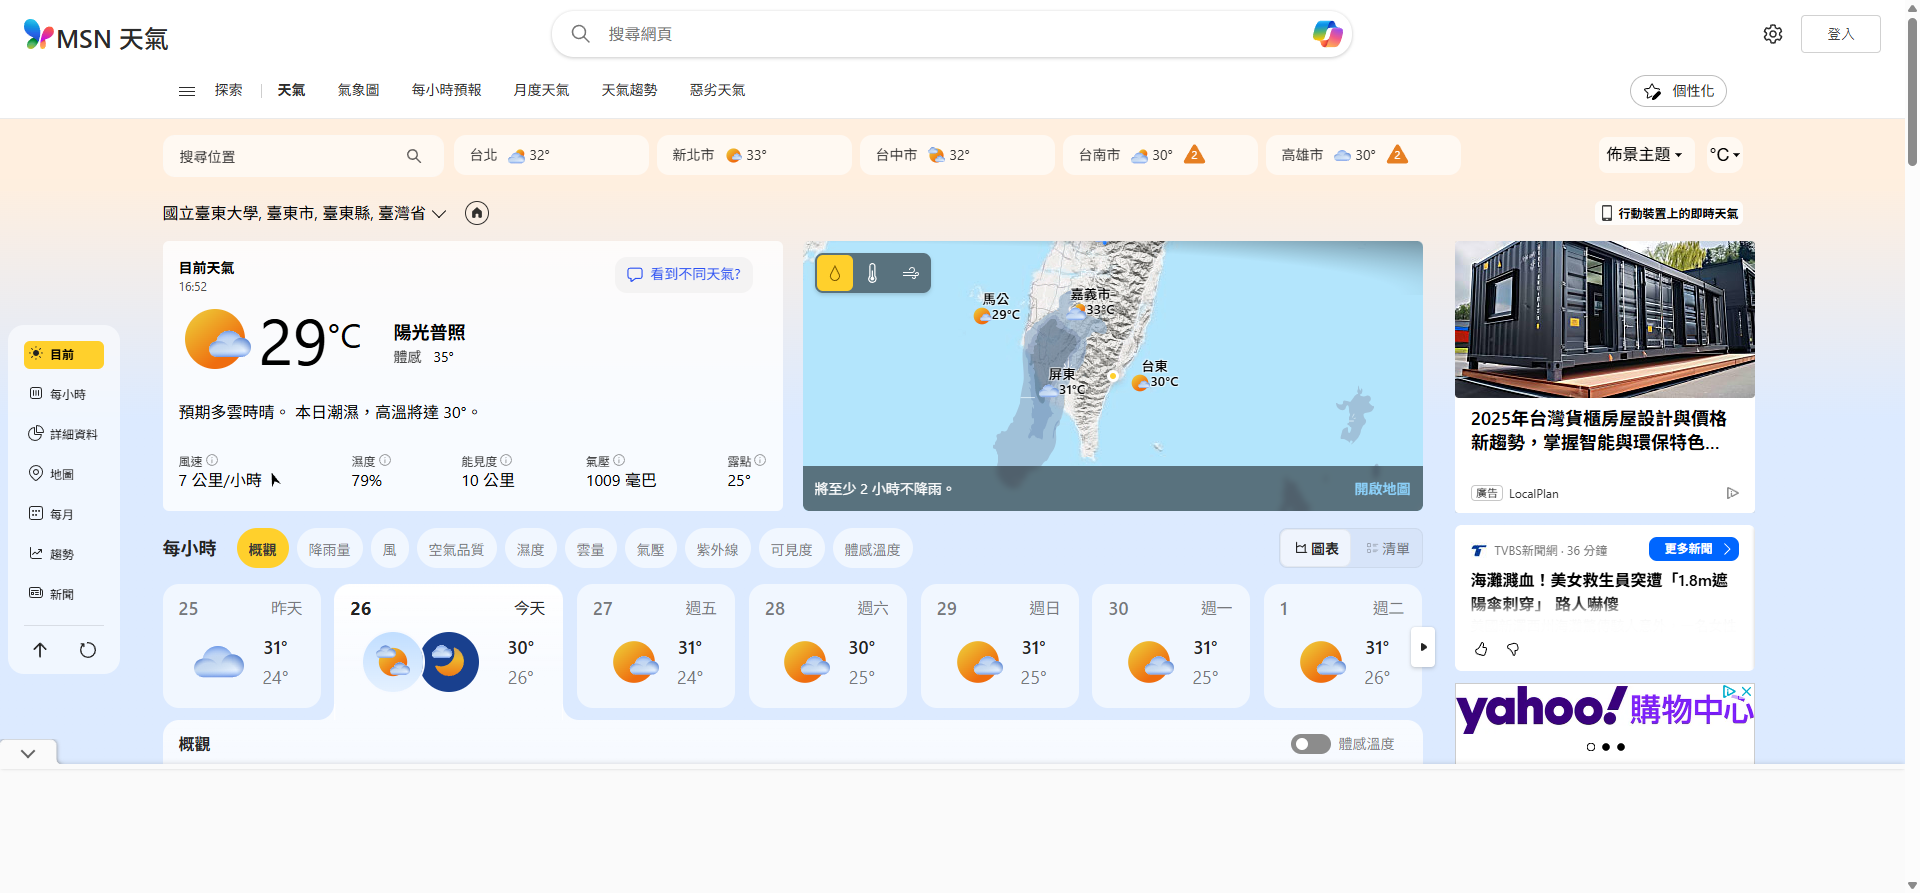 MSN 天氣
搜尋網頁
登入
探索
天氣
氣象圖
每小時預報
月度天氣
天氣趨勢
惡劣天氣
個性化
搜尋位置
台北 32°
新北市 33°
台中市 32°
台南市 30° 2
高雄市 30° 2
佈景主題
°C
國立臺東大學, 臺東市, 臺東縣, 臺灣省
行動裝置上的即時天氣
目前天氣
16:52
看到不同天氣?
29°C
陽光普照
體感 35°
預期多雲時晴。 本日潮濕，高溫將達 30°。
風速
7 公里/小時
濕度
79%
能見度
10 公里
氣壓
1009 毫巴
露點
25°
馬公
29°C
嘉義市
33°C
屏東
31°C
台東
30°C
將至少 2 小時不降雨。
開啟地圖
2025年台灣貨櫃房屋設計與價格
新趨勢，掌握智能與環保特色...
廣告 LocalPlan
目前
每小時
詳細資料
地圖
每月
趨勢
新聞
每小時
概觀
降雨量
風
空氣品質
濕度
雲量
氣壓
紫外線
可見度
體感溫度
圖表
清單
TVBS新聞網 · 36 分鐘
更多新聞
海灘濺血！美女救生員突遭「1.8m遮
陽傘刺穿」 路人嚇傻
25 昨天
31°
24°
26 今天
30°
26°
27 週五
31°
24°
28 週六
30°
25°
29 週日
31°
25°
30 週一
31°
25°
1 週二
31°
26°
yahoo! 購物中心
概觀
體感溫度